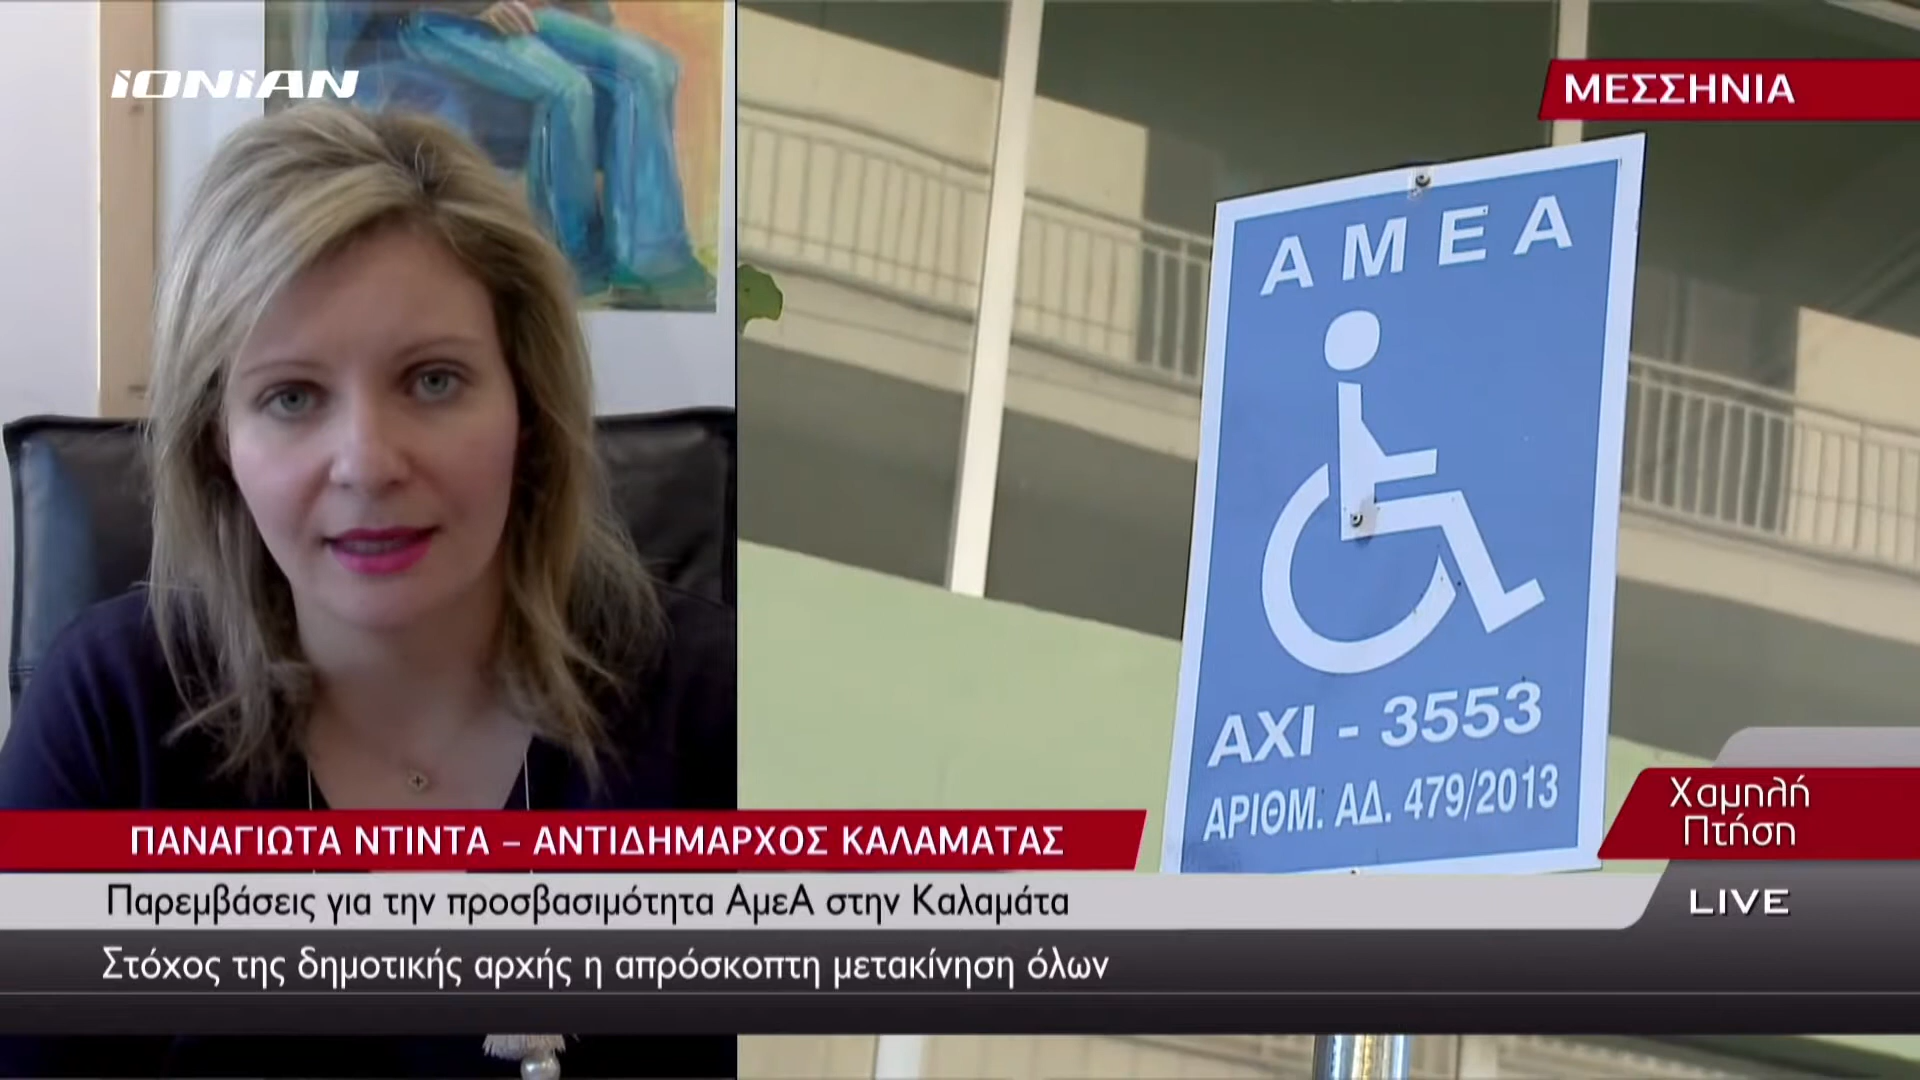 iONiAN
ΜΕΣΣΗΝΙΑ
ΑΜΕΑ
ΑΧΙ - 3553
ΑΡΙΘΜ. ΑΔ. 479/2013
Χαμηλή
Πτήση
ΠΑΝΑΓΙΩΤΑ ΝΤΙΝΤΑ – ΑΝΤΙΔΗΜΑΡΧΟΣ ΚΑΛΑΜΑΤΑΣ
Παρεμβάσεις για την προσβασιμότητα ΑμεΑ στην Καλαμάτα
LIVE
Στόχος της δημοτικής αρχής η απρόσκοπτη μετακίνηση όλων